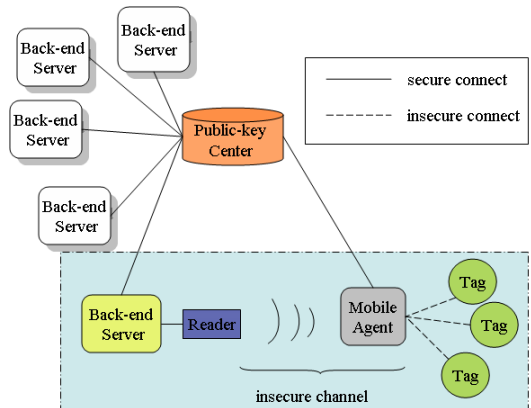 Back-end
Server
Back-end
Server
Back-end
Server
Back-end
Server
Public-key
Center
secure connect
insecure connect
Back-end
Server
Reader
Mobile
Agent
Tag
Tag
Tag
insecure channel